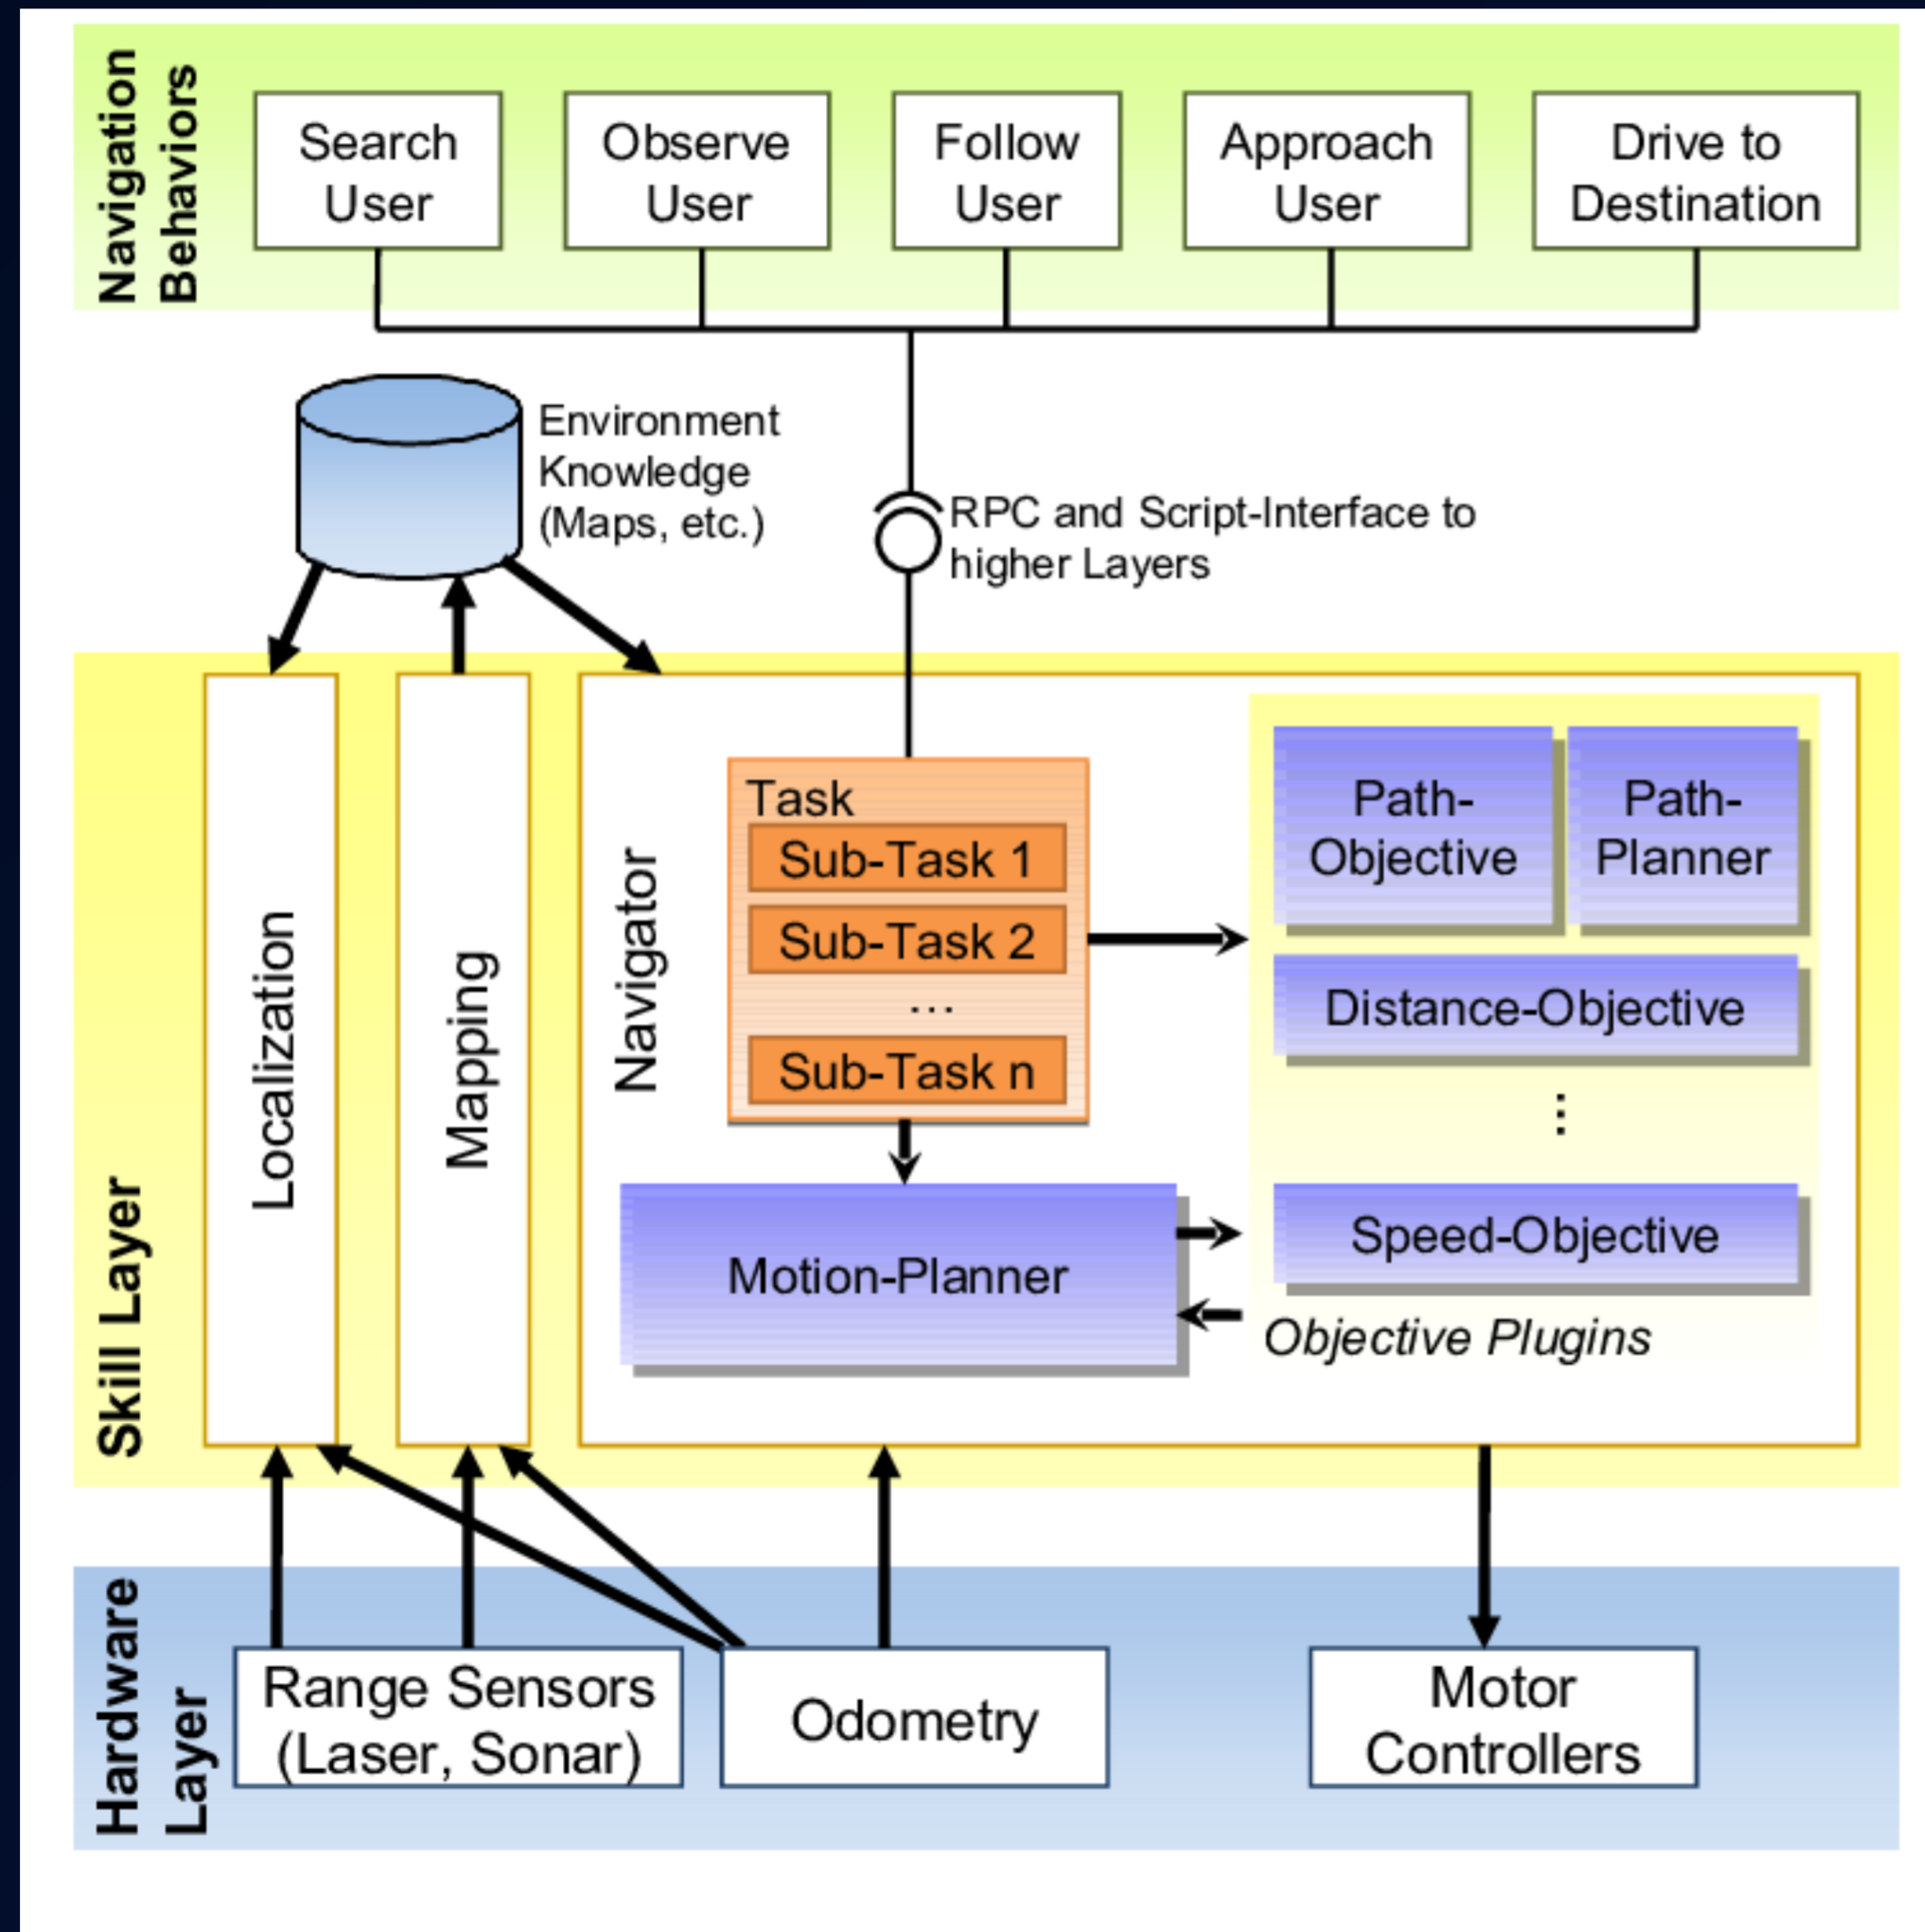 Navigation
Behaviors
Search
User
Observe
User
Follow
User
Approach
User
Drive to
Destination
Environment
Knowledge
(Maps, etc.)
RPC and Script-Interface to
higher Layers
Skill Layer
Localization
Mapping
Navigator
Task
Sub-Task 1
Sub-Task 2
...
Sub-Task n
Path-
Objective
Path-
Planner
Distance-Objective
...
Speed-Objective
Motion-Planner
Objective Plugins
Hardware
Layer
Range Sensors
(Laser, Sonar)
Odometry
Motor
Controllers